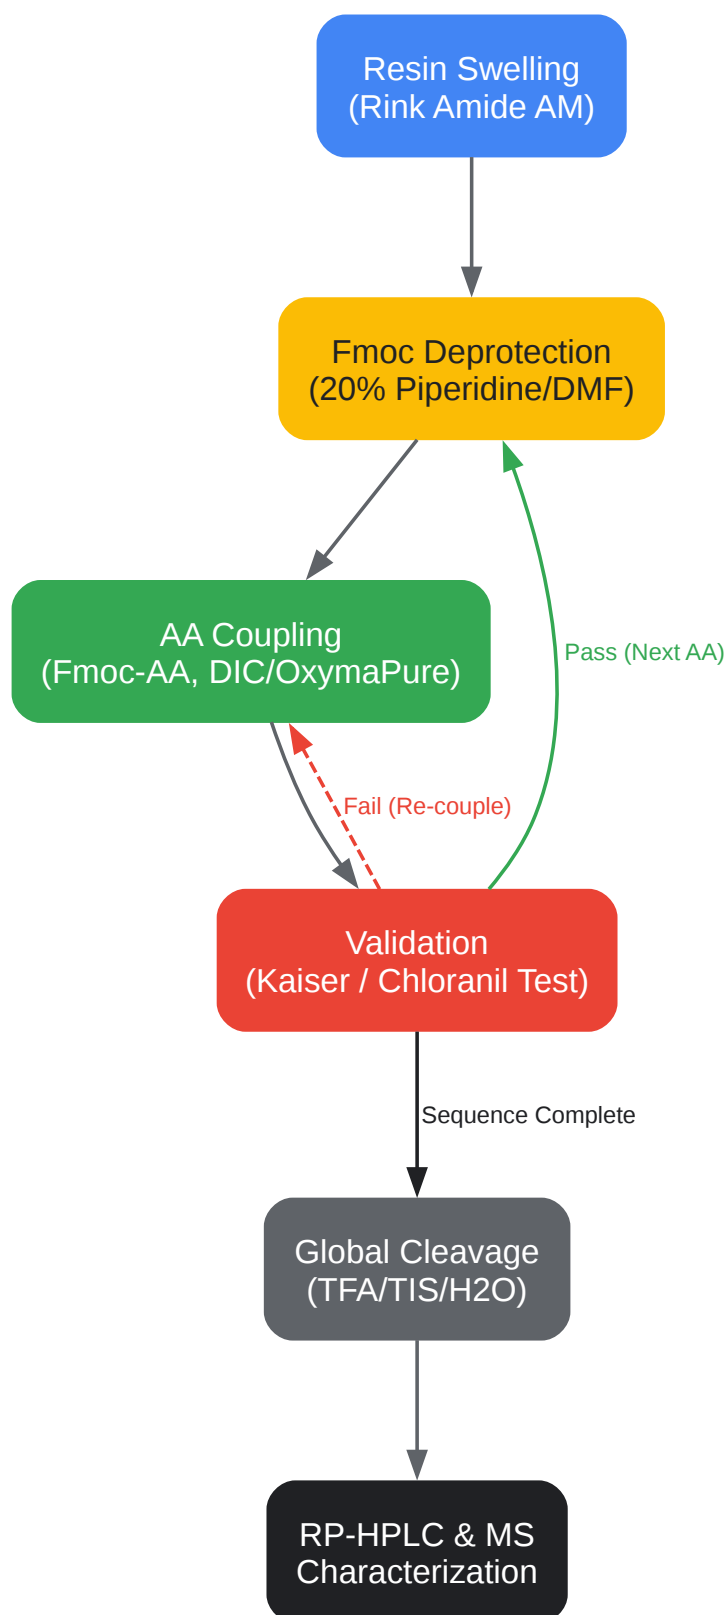 Resin Swelling
(Rink Amide AM)
Fmoc Deprotection
(20% Piperidine/DMF)
AA Coupling
(Fmoc-AA, DIC/OxymaPure)
Pass (Next AA)
Fail (Re-couple)
Validation
(Kaiser / Chloranil Test)
Sequence Complete
Global Cleavage
(TFA/TIS/H2O)
RP-HPLC & MS
Characterization